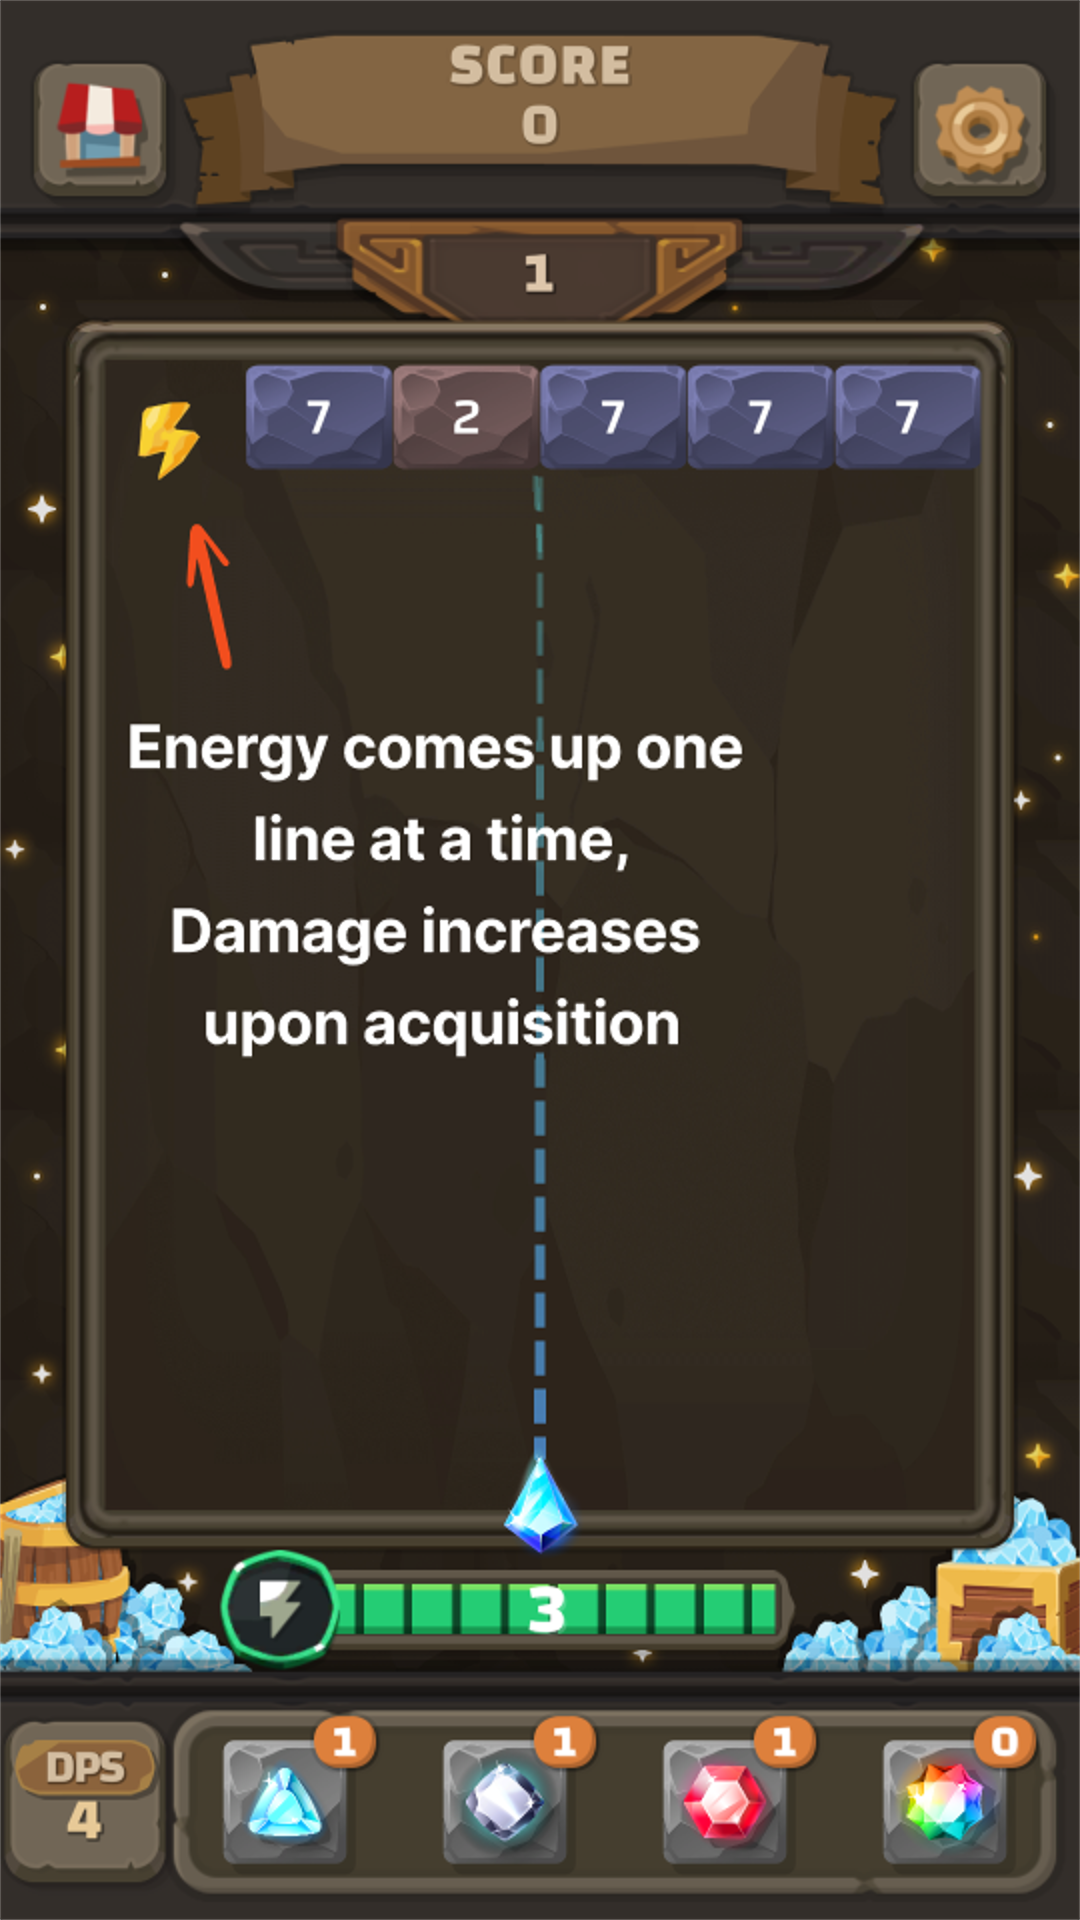 SCORE
0
1
7 2 7 7 7
Energy comes up one
line at a time,
Damage increases
upon acquisition
3
1 1 1 0
DPS
4